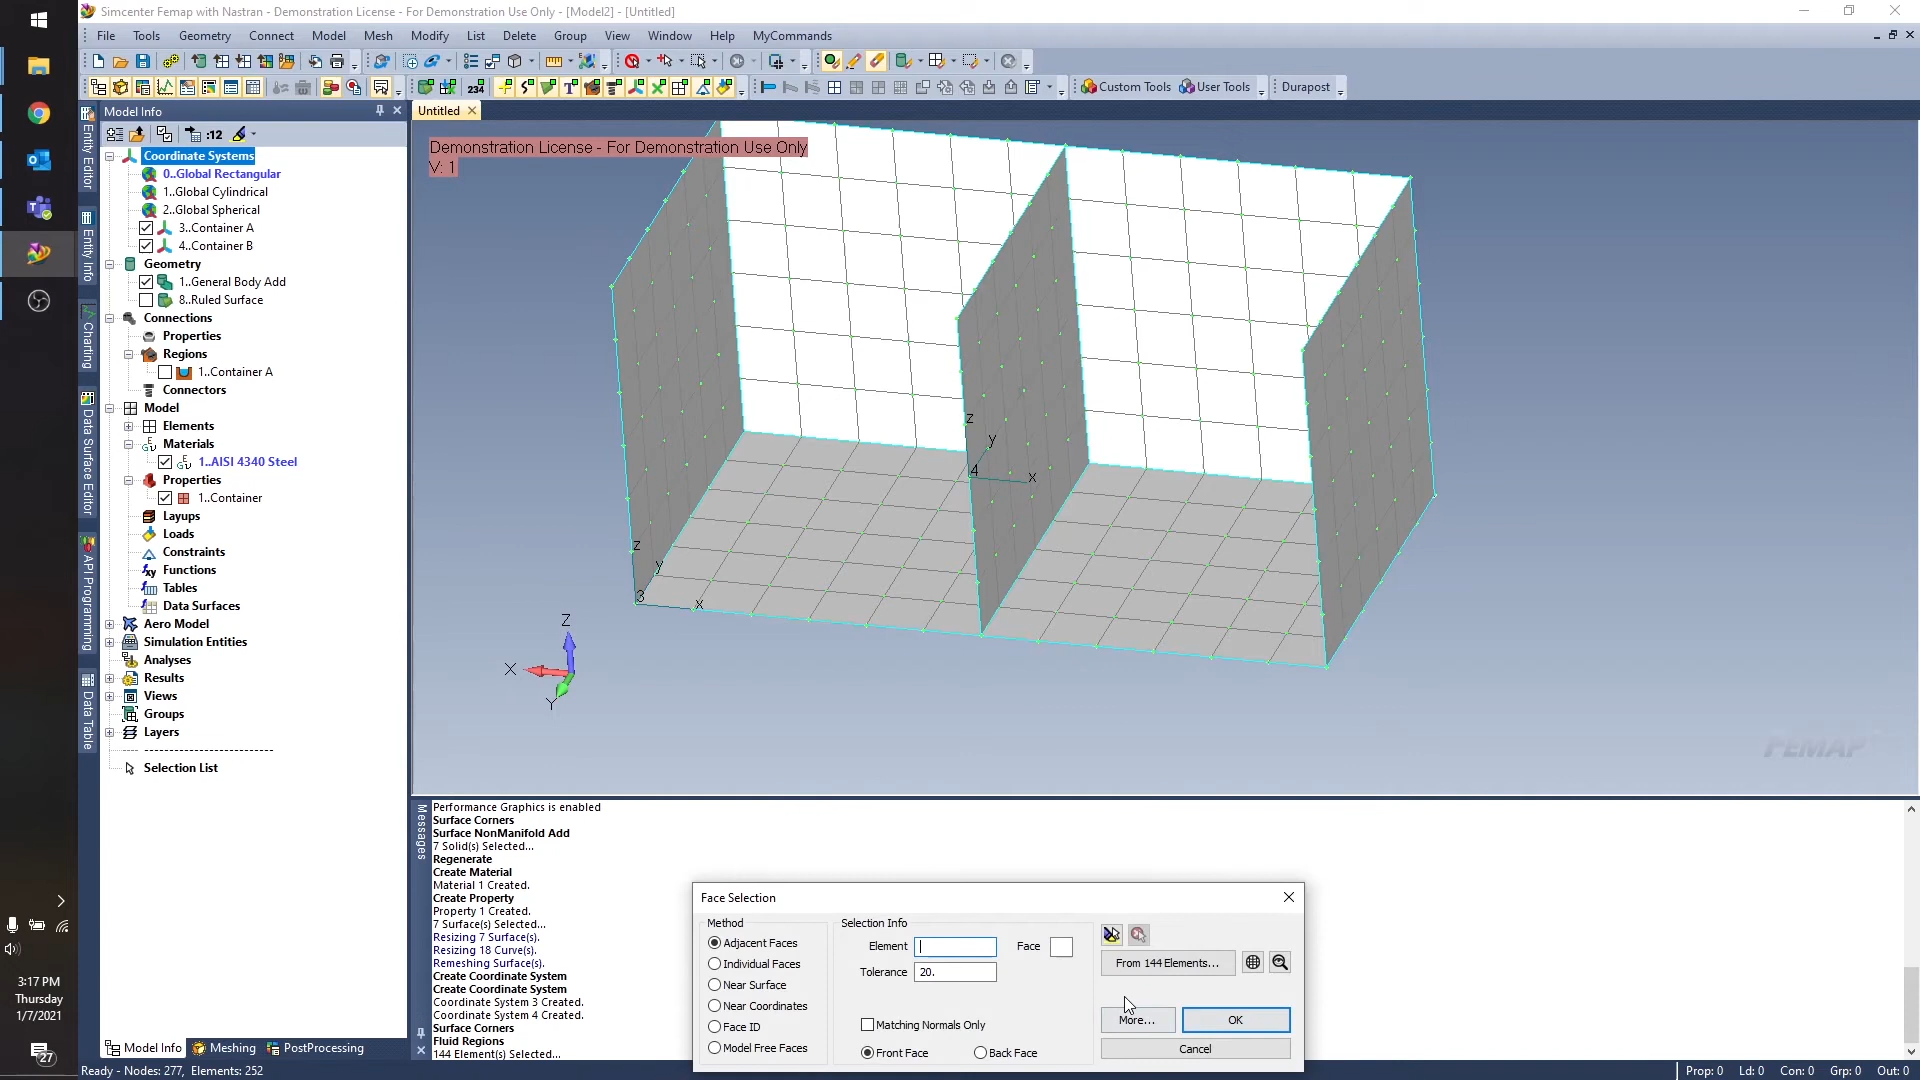 Simcenter Femap with Nastran - Demonstration License - For Demonstration Use Only - [Model2] - [Untitled]
File Tools Geometry Connect Model Mesh Modify List Delete Group View Window Help MyCommands
234 Custom Tools User Tools Durapost
Model Info
Untitled
:12
Demonstration License - For Demonstration Use Only
V: 1
Entity Editor
Entity Info
Charting
Data Surface Editor
API Programming
Data Table
Coordinate Systems
0..Global Rectangular
1..Global Cylindrical
2..Global Spherical
3..Container A
4..Container B
Geometry
1..General Body Add
8..Ruled Surface
Connections
Properties
Regions
1..Container A
Connectors
Model
Elements
Materials
1..AISI 4340 Steel
Properties
1..Container
Layups
Loads
Constraints
Functions
Tables
Data Surfaces
Aero Model
Simulation Entities
Analyses
Results
Views
Groups
Layers
Selection List
z
y
4
x
z
y
3
x
Z
X
Y
FEMAP
Messages
Performance Graphics is enabled
Surface Corners
Surface NonManifold Add
7 Solid(s) Selected...
Regenerate
Create Material
Material 1 Created.
Create Property
Property 1 Created.
7 Surface(s) Selected...
Resizing 7 Surface(s).
Resizing 18 Curve(s).
Remeshing Surface(s).
Create Coordinate System
Create Coordinate System
Coordinate System 3 Created.
Coordinate System 4 Created.
Surface Corners
Fluid Regions
144 Element(s) Selected...
Face Selection
Method
Adjacent Faces
Individual Faces
Near Surface
Near Coordinates
Face ID
Model Free Faces
Selection Info
Element
Face
Tolerance 20.
Matching Normals Only
Front Face
Back Face
From 144 Elements...
More...
OK
Cancel
3:17 PM
Thursday
1/7/2021
27
Model Info Meshing PostProcessing
Ready - Nodes: 277, Elements: 252
Prop: 0 Ld: 0 Con: 0 Grp: 0 Out: 0